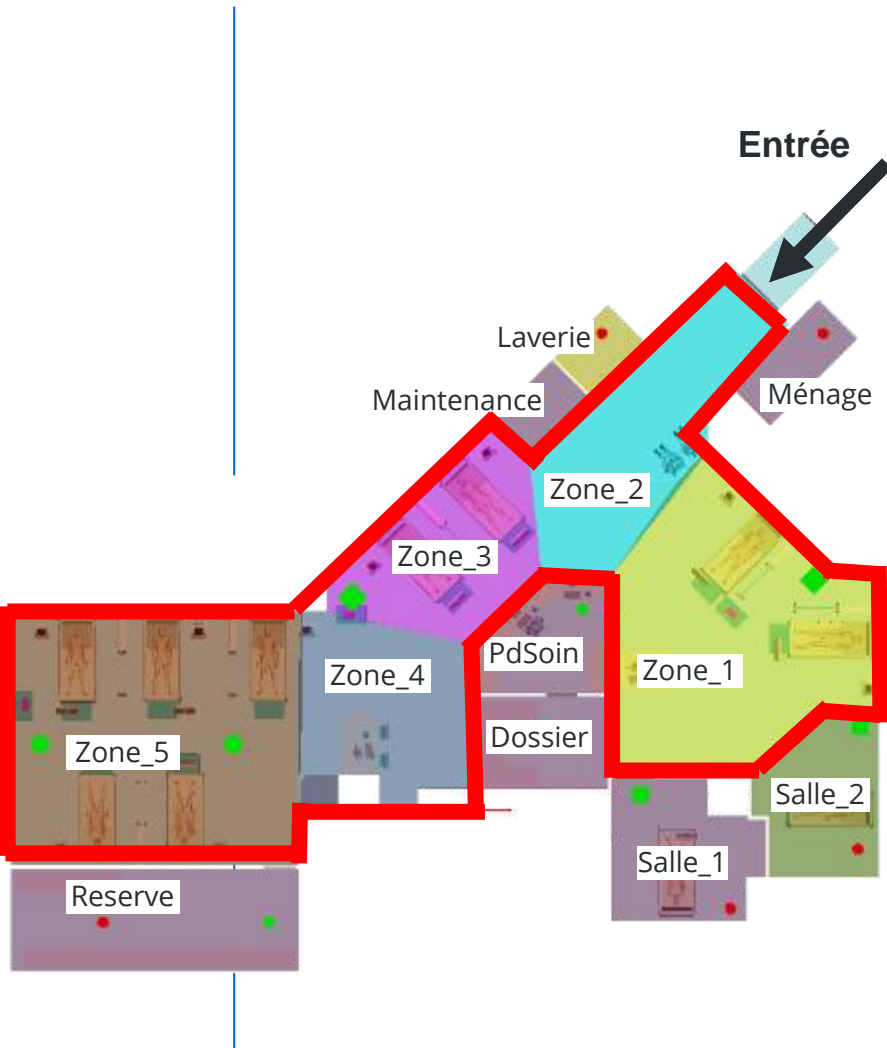 Entrée
Laverie
Maintenance
Ménage
Zone_2
Zone_3
PdSoin
Zone_4
Zone_1
Dossier
Zone_5
Salle_2
Salle_1
Reserve